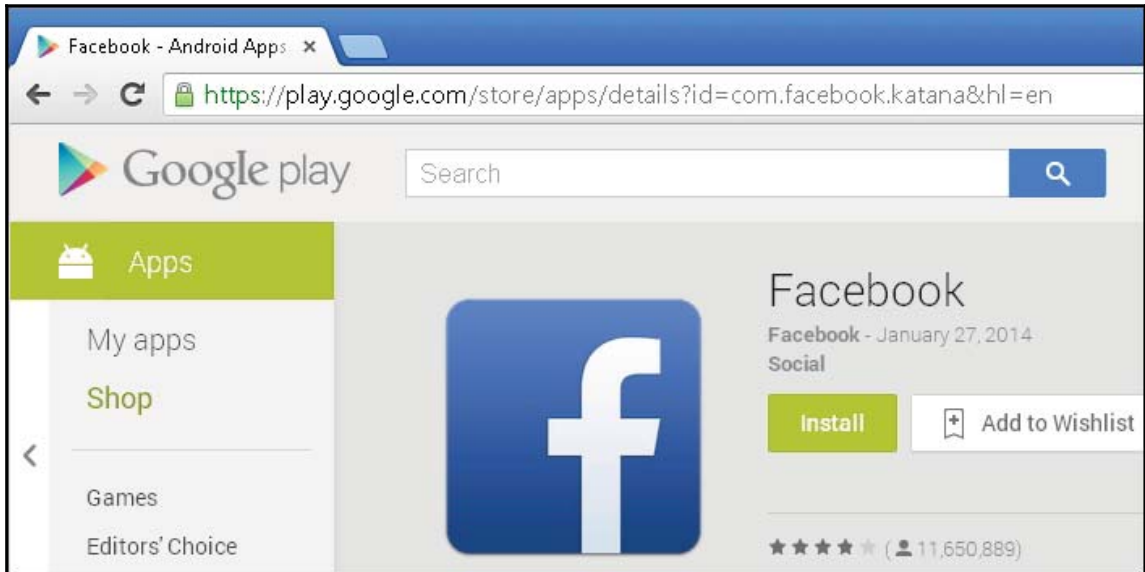 Facebook - Android Apps
https://play.google.com/store/apps/details?id=com.facebook.katana&hl=en
Google play
Search
Apps
My apps
Shop
Games
Editors' Choice
Facebook
Facebook - January 27, 2014
Social
Install
Add to Wishlist
(11,650,889)